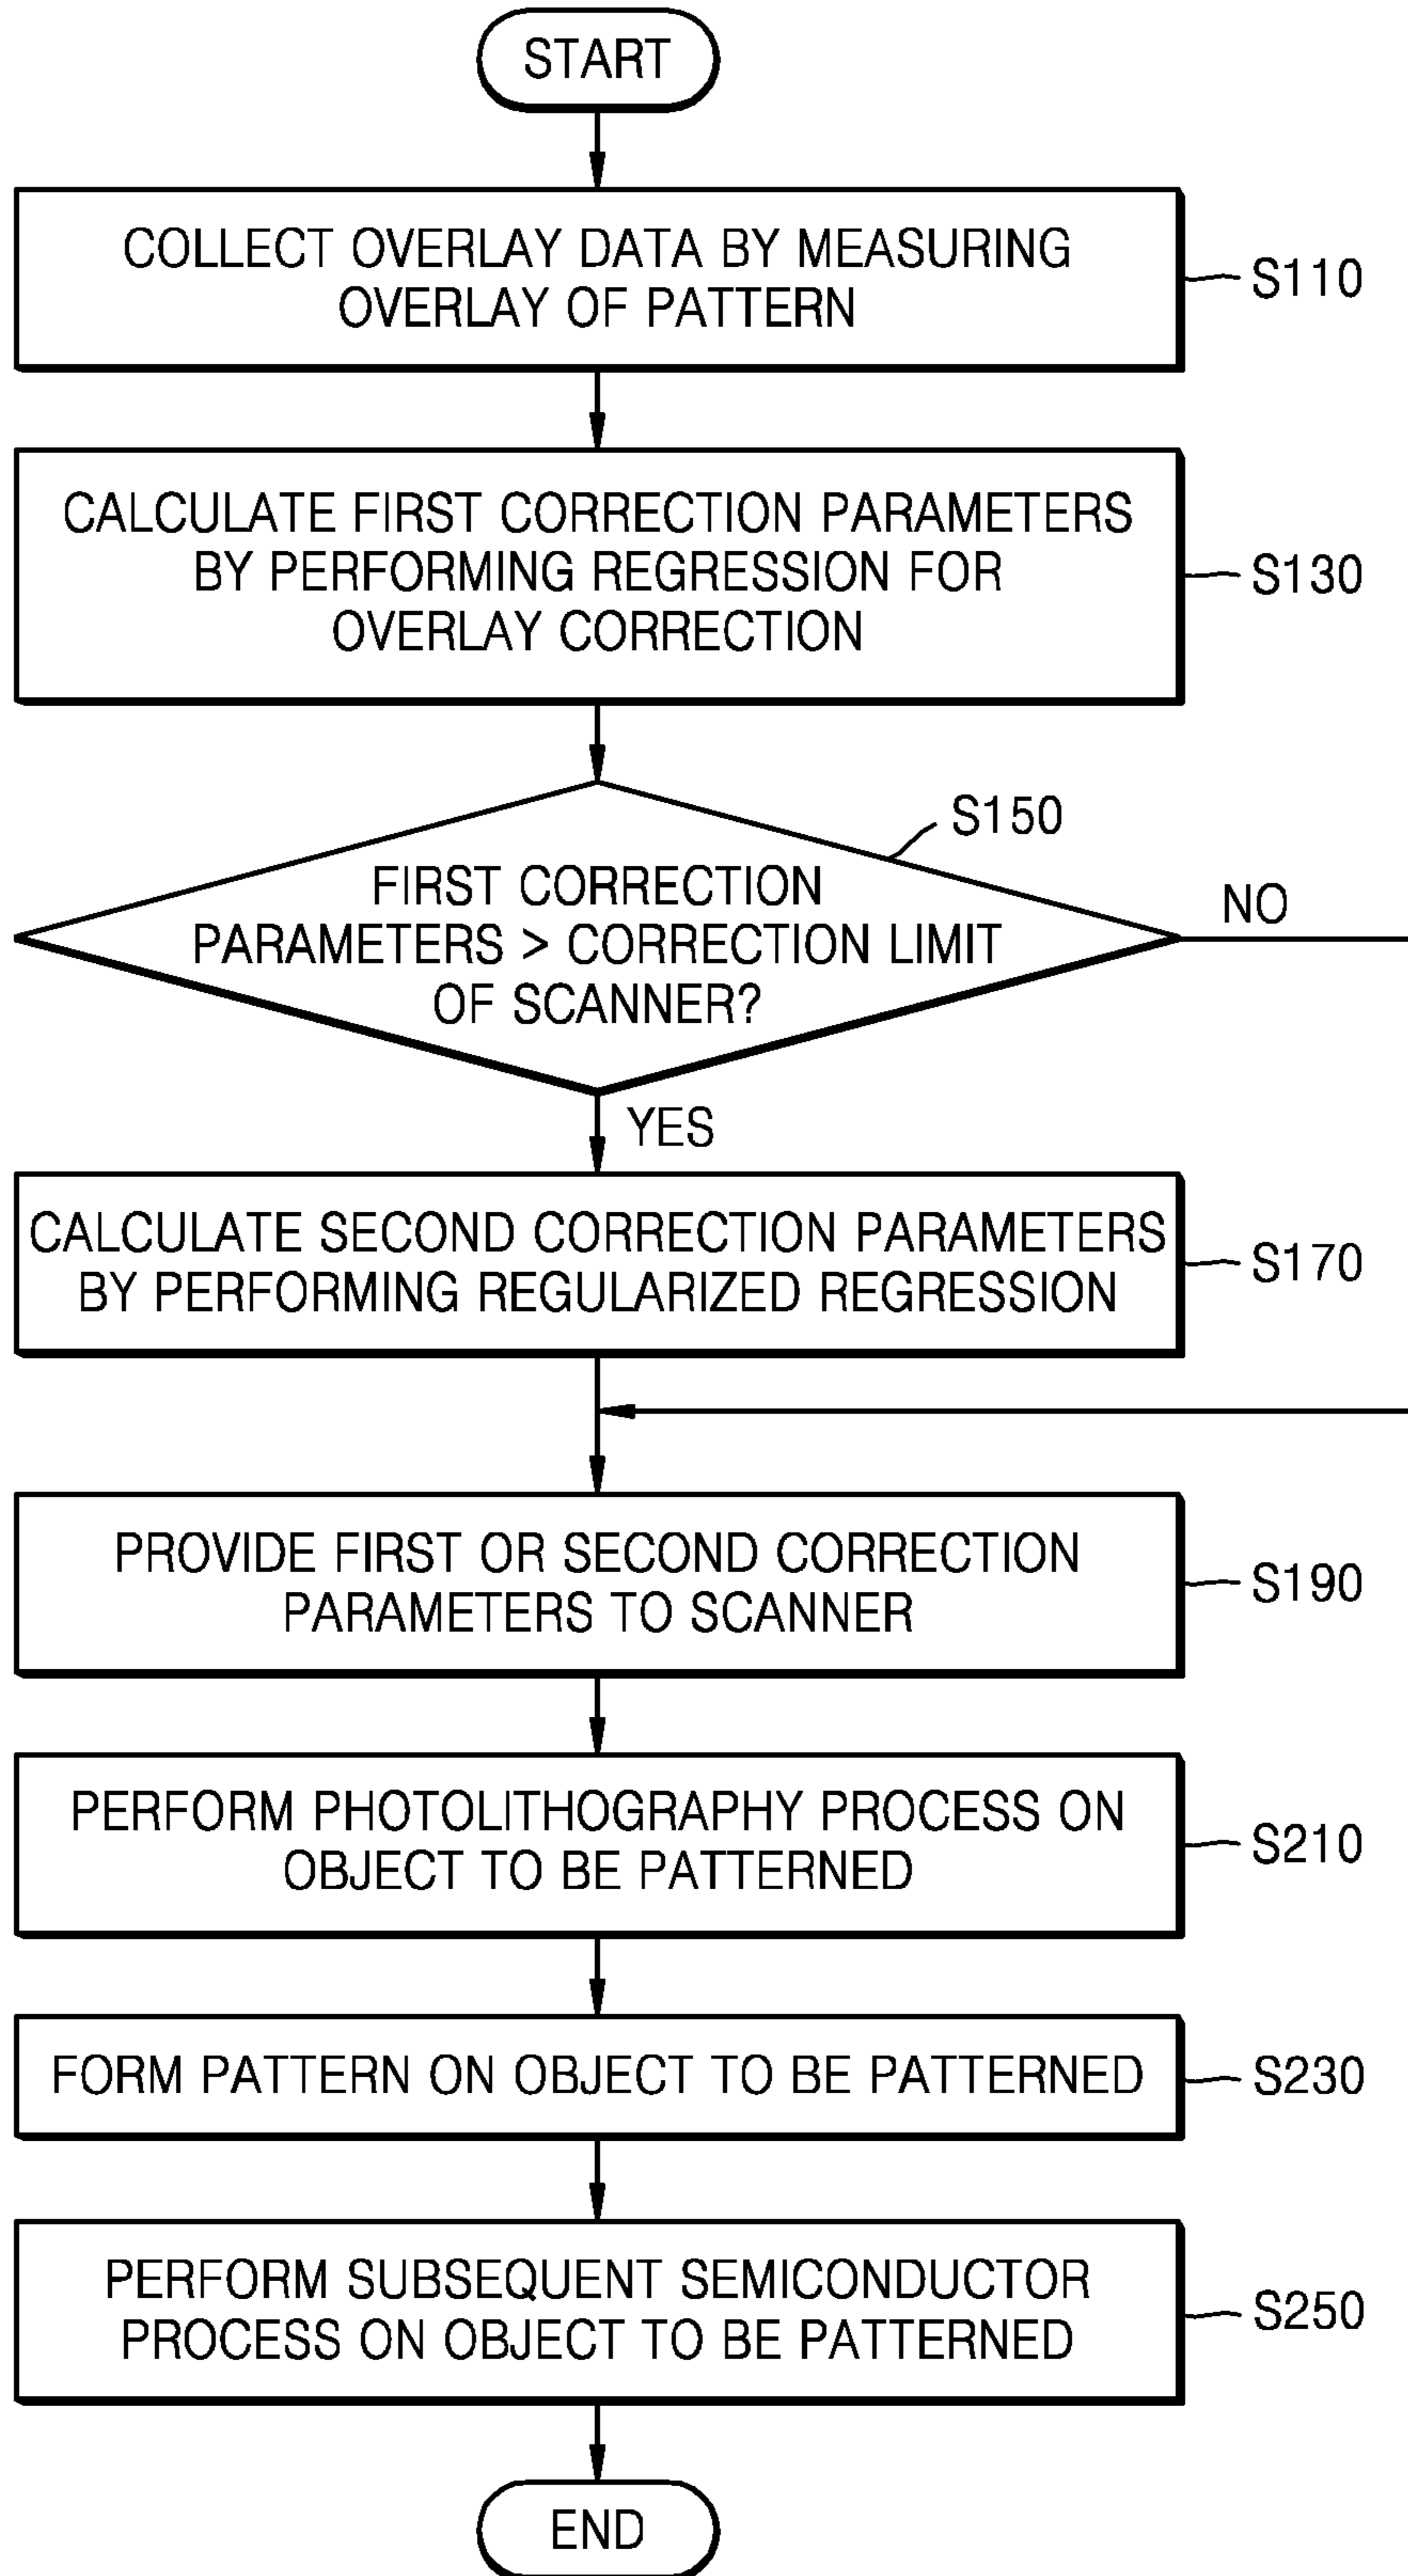 START
COLLECT OVERLAY DATA BY MEASURING
OVERLAY OF PATTERN
S110
CALCULATE FIRST CORRECTION PARAMETERS
BY PERFORMING REGRESSION FOR
OVERLAY CORRECTION
S130
S150
FIRST CORRECTION
PARAMETERS > CORRECTION LIMIT
OF SCANNER?
NO
YES
CALCULATE SECOND CORRECTION PARAMETERS
BY PERFORMING REGULARIZED REGRESSION
S170
PROVIDE FIRST OR SECOND CORRECTION
PARAMETERS TO SCANNER
S190
PERFORM PHOTOLITHOGRAPHY PROCESS ON
OBJECT TO BE PATTERNED
S210
FORM PATTERN ON OBJECT TO BE PATTERNED
S230
PERFORM SUBSEQUENT SEMICONDUCTOR
PROCESS ON OBJECT TO BE PATTERNED
S250
END